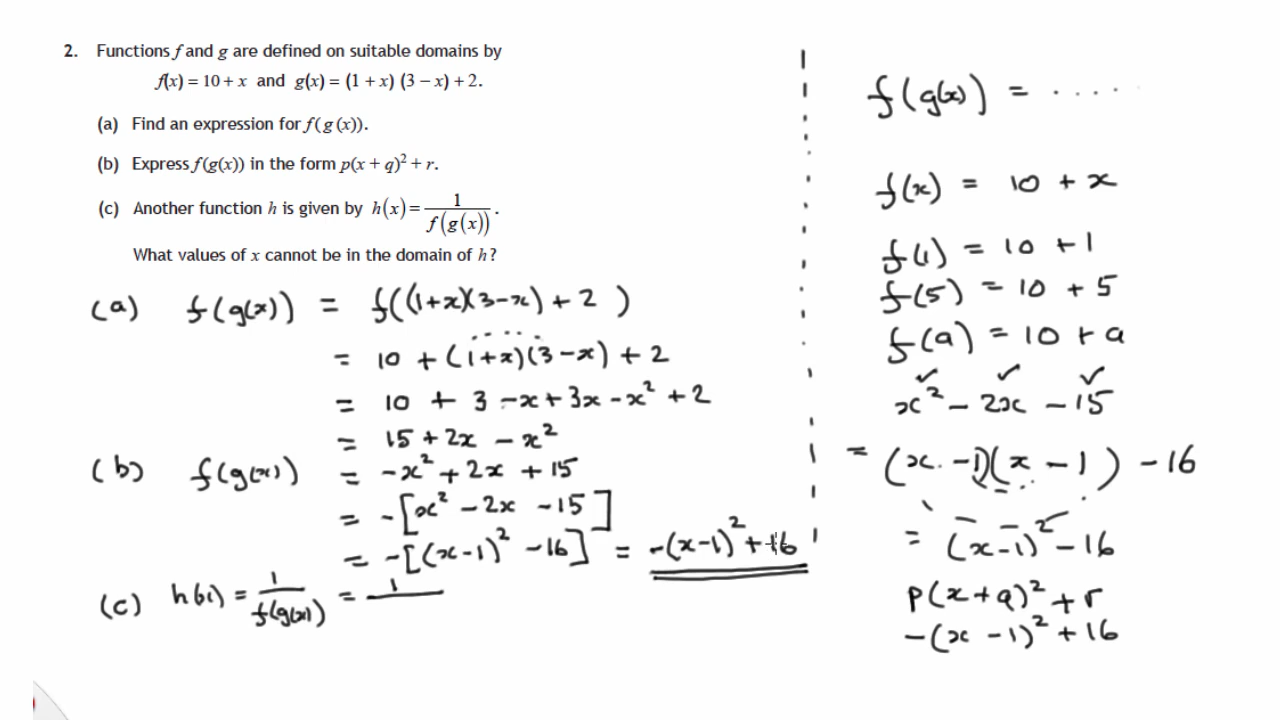 2. Functions f and g are defined on suitable domains by
f(x) = 10 + x and g(x) = (1 + x) (3 − x) + 2.
(a) Find an expression for f(g(x)).
(b) Express f(g(x)) in the form p(x + q)² + r.
(c) Another function h is given by h(x) = 1/f(g(x)).
What values of x cannot be in the domain of h?
(a) f(g(x)) = f((1+x)(3−x) + 2)
= 10 + (1+x)(3−x) + 2
= 10 + 3 −x + 3x − x² + 2
= 15 + 2x − x²
(b) f(g(x)) = −x² + 2x + 15
= −[x² − 2x − 15]
= −[(x−1)² − 16] = −(x−1)² + 16
(c) h(x) = 1/f(g(x)) = 1/
f(g(x)) = .....
f(x) = 10 + x
f(1) = 10 + 1
f(5) = 10 + 5
f(a) = 10 + a
✓ ✓ ✓
x² − 2x − 15
= (x − 1)(x − 1) − 16
= (x−1)² − 16
p(x+q)² + r
−(x − 1)² + 16